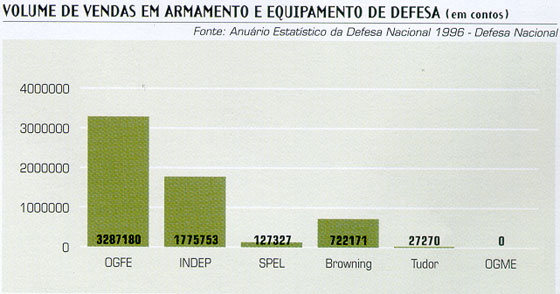 VOLUME DE VENDAS EM ARMAMENTO E EQUIPAMENTO DE DEFESA (em contos)
Fonte: Anuário Estatístico da Defesa Nacional 1996 - Defesa Nacional
4000000
3000000
2000000
1000000
0
3287180 1775753 127327 722171 27270 0
OGFE INDEP SPEL Browning Tudor OGME